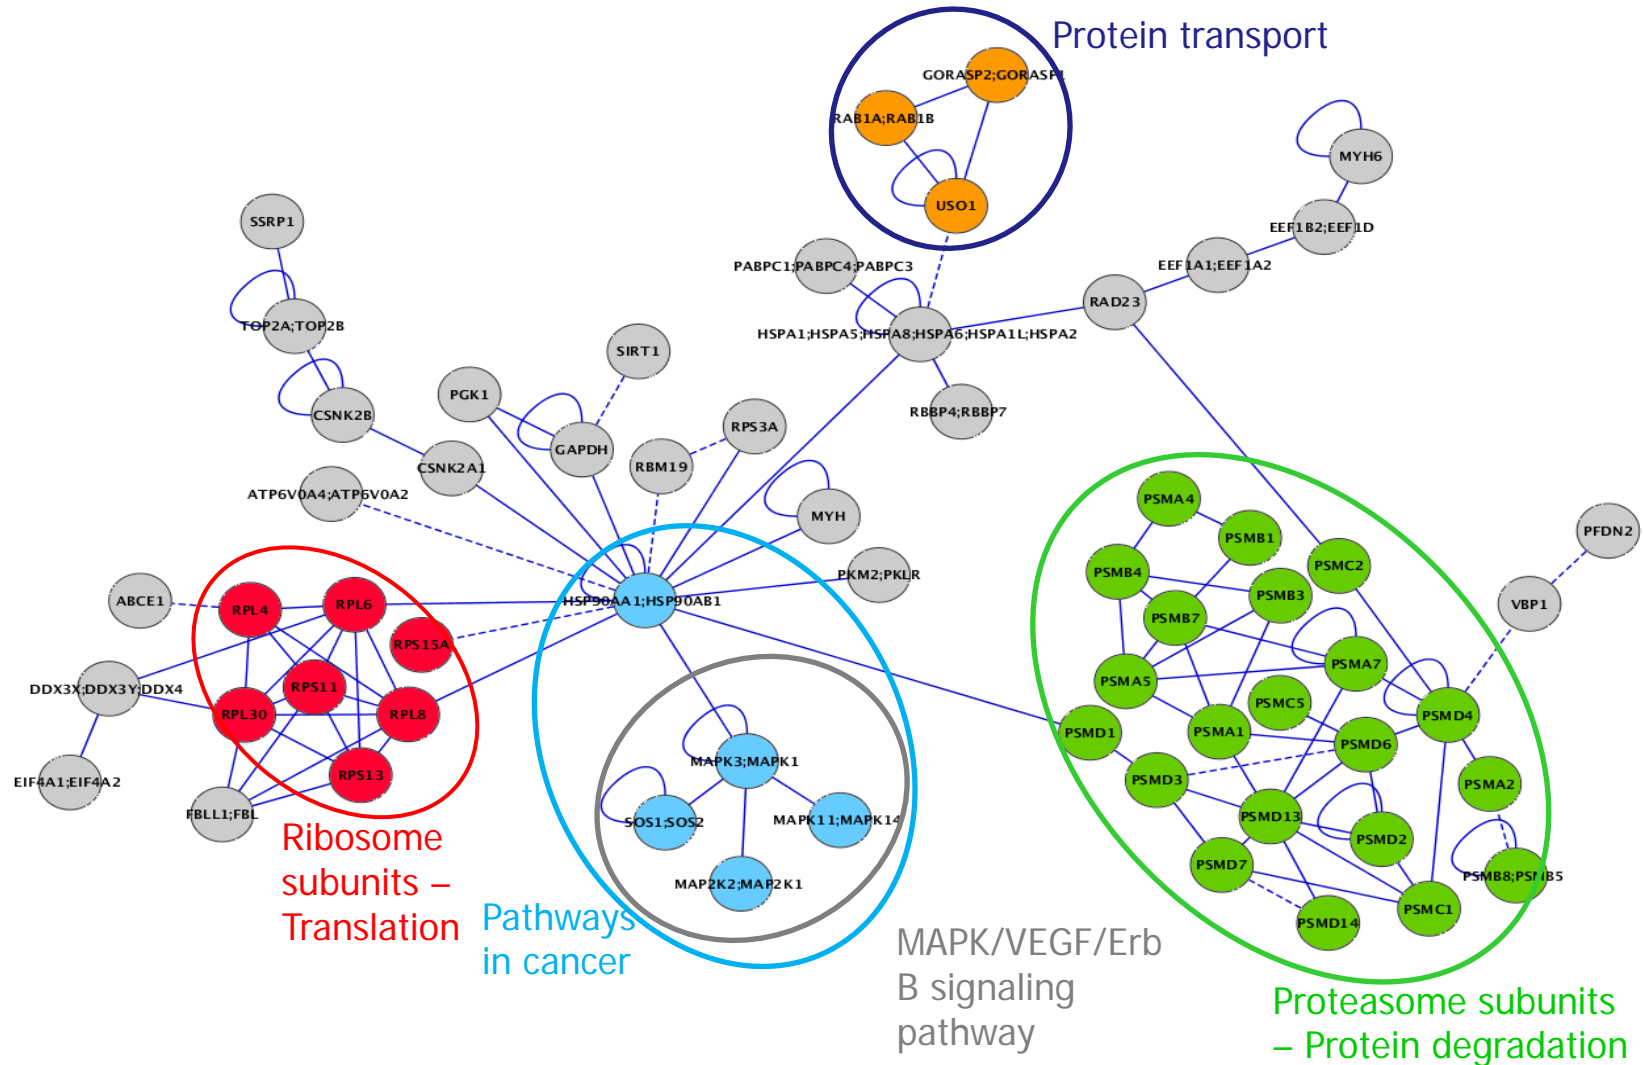 Protein transport
GORASP2;GORASP1
RAB1A;RAB1B
MYH6
USO1
SSRP1
EEF1B2;EEF1D
PABPC1;PABPC4;PABPC3
EEF1A1;EEF1A2
RAD23
TOP2A;TOP2B
HSPA1;HSPA5;HSPA8;HSPA6;HSPA1L;HSPA2
SIRT1
PGK1
CSNK2B
RBBP4;RBBP7
RPS3A
GAPDH
RBM19
CSNK2A1
ATP6V0A4;ATP6V0A2
PSMA4
MYH
PFDN2
PSMB1
PSMC2
PSMB4
PKM2;PKLR
PSMB3
ABCE1
RPL4
RPL6
HSP90AA1;HSP90AB1
VBP1
PSMB7
RPS15A
PSMA7
PSMA5
DDX3X;DDX3Y;DDX4
RPS11
PSMC5
RPL30
RPL8
PSMD4
PSMD1
PSMA1
PSMD6
MAPK3;MAPK1
RPS13
PSMD3
PSMA2
EIF4A1;EIF4A2
FBLL1;FBL
SOS1;SOS2
MAPK11;MAPK14
PSMD13
PSMD2
PSMD7
PSMB8;PSMB5
MAP2K2;MAP2K1
PSMC1
PSMD14
Ribosome
subunits –
Translation
Pathways
in cancer
MAPK/VEGF/Erb
B signaling
pathway
Proteasome subunits
– Protein degradation